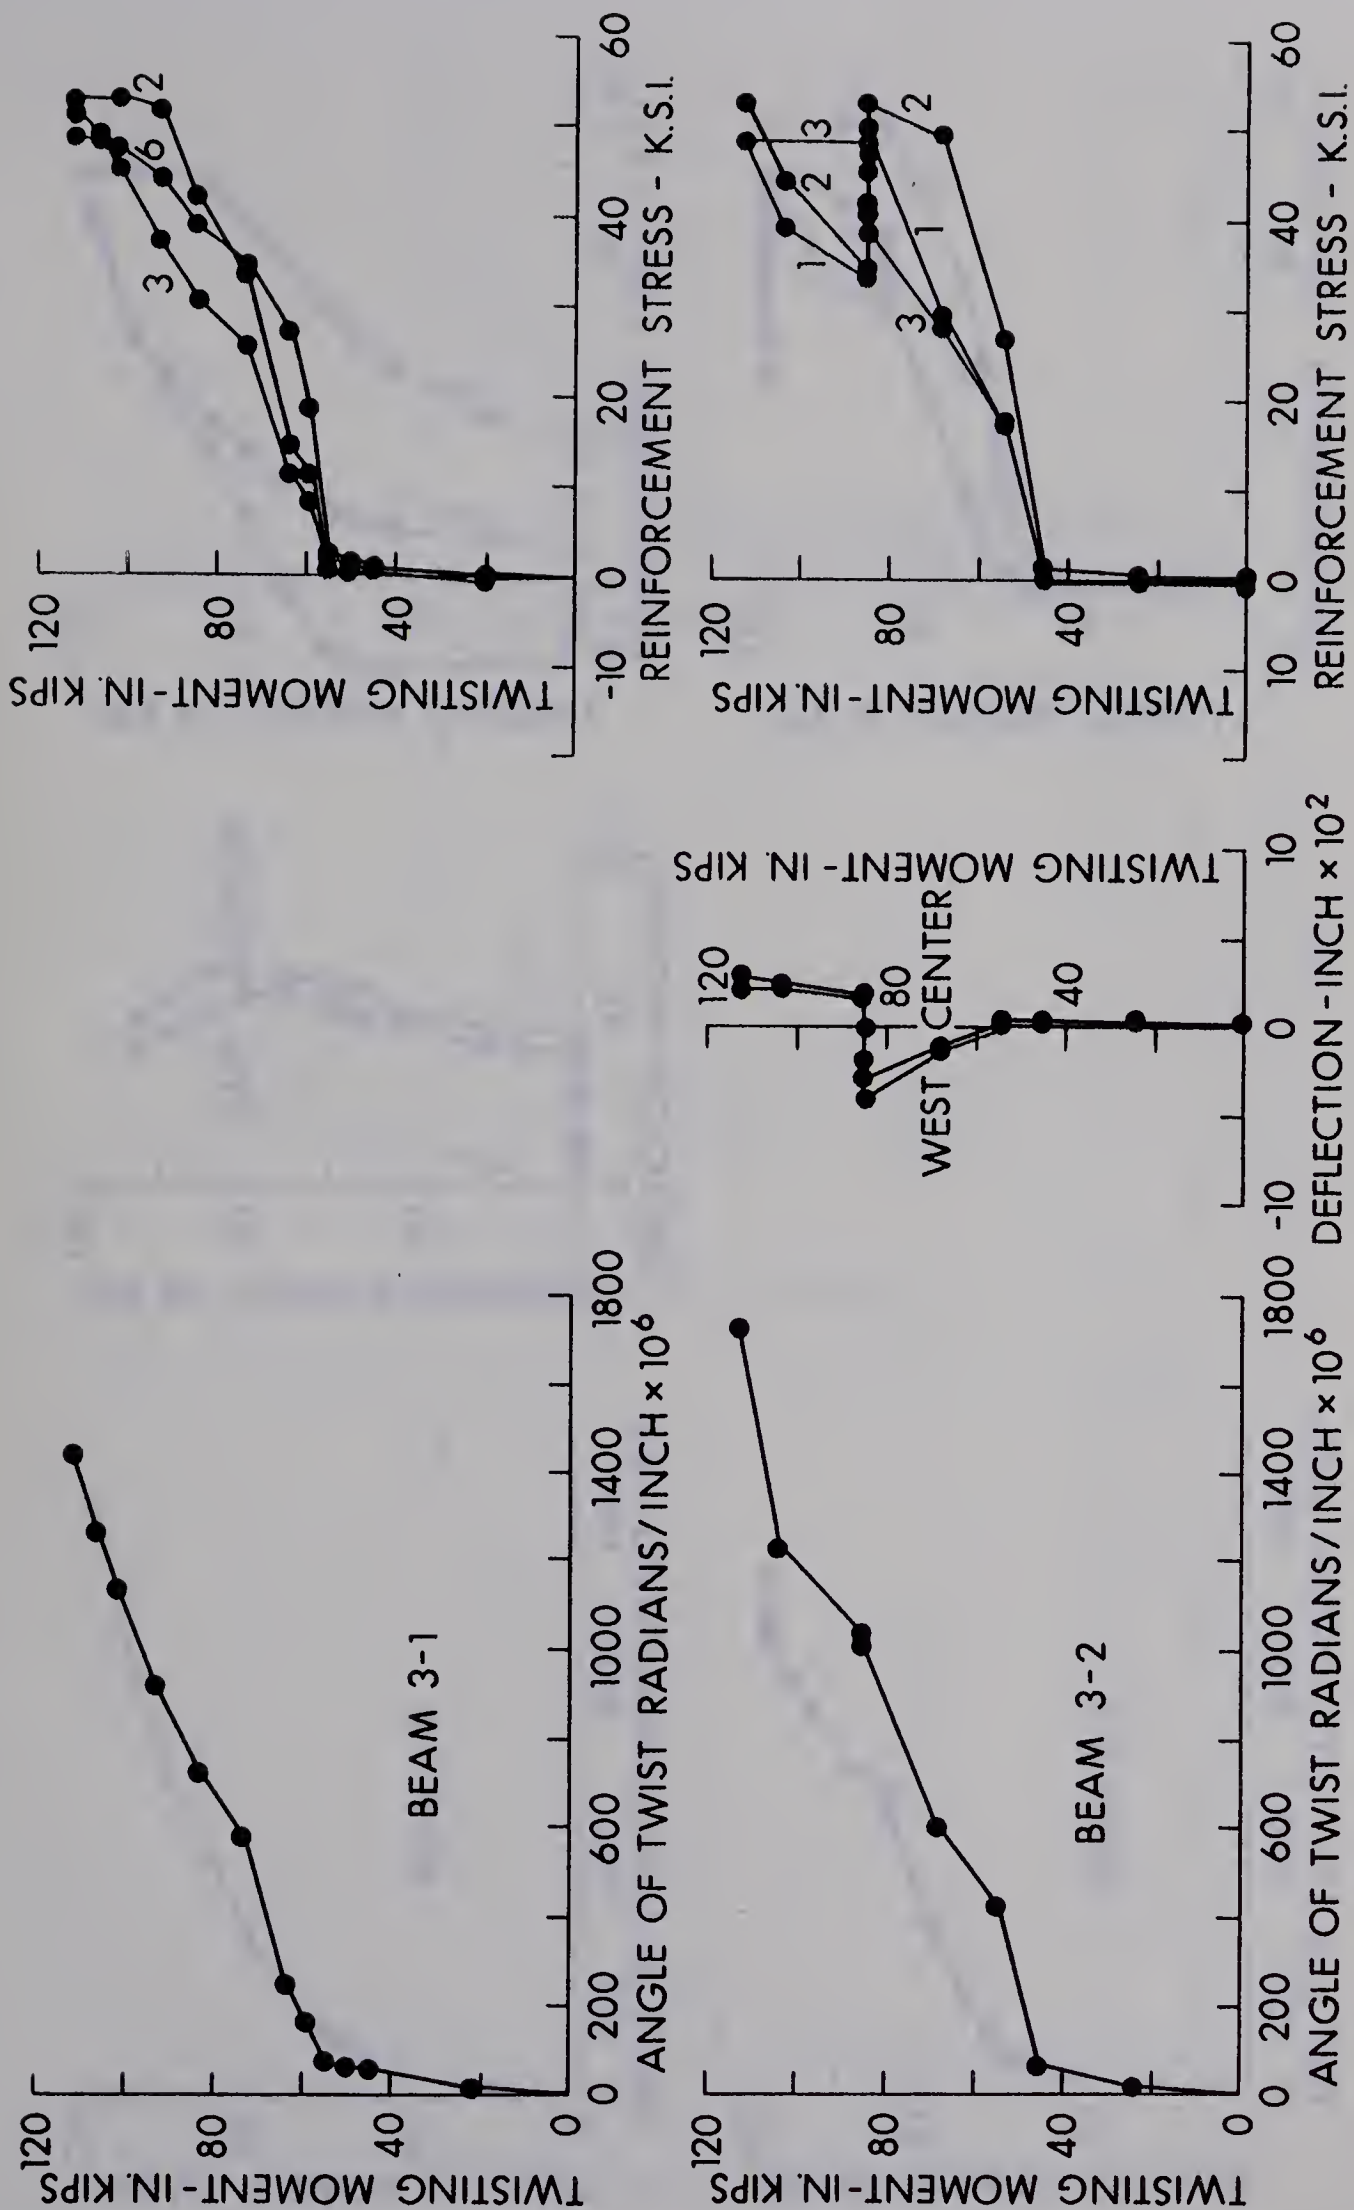 120
80
40
0
TWISTING MOMENT-IN. KIPS
0 200 600 1000 1400 1800
ANGLE OF TWIST RADIANS/INCH × 10⁶
BEAM 3-1
120
80
40
TWISTING MOMENT-IN. KIPS
3
6
2
-10 0 20 40 60
REINFORCEMENT STRESS - K.S.I.
120
80
40
0
TWISTING MOMENT-IN. KIPS
0 200 600 1000 1400 1800
ANGLE OF TWIST RADIANS/INCH × 10⁶
BEAM 3-2
120
80
40
TWISTING MOMENT-IN. KIPS
WEST
CENTER
-10 0 10
DEFLECTION-INCH × 10²
120
80
40
TWISTING MOMENT-IN. KIPS
1
2
3
3
1
2
10 0 20 40 60
REINFORCEMENT STRESS - K.S.I.